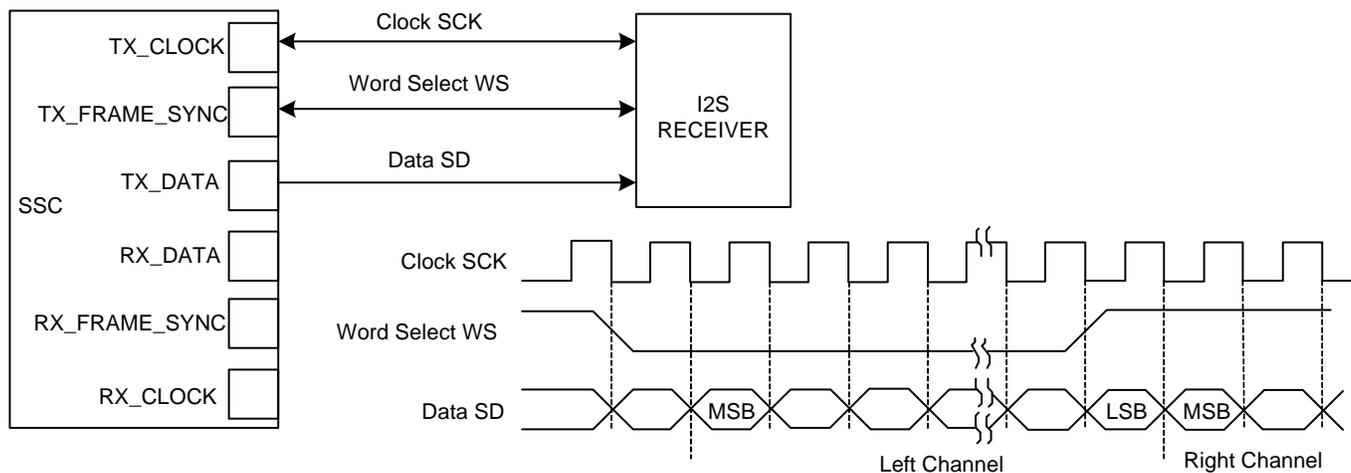 Clock SCK
TX_CLOCK
Word Select WS
TX_FRAME_SYNC
I2S
RECEIVER
Data SD
TX_DATA
SSC
RX_DATA
RX_FRAME_SYNC
RX_CLOCK
Clock SCK
Word Select WS
Data SD
MSB
LSB
MSB
Left Channel
Right Channel